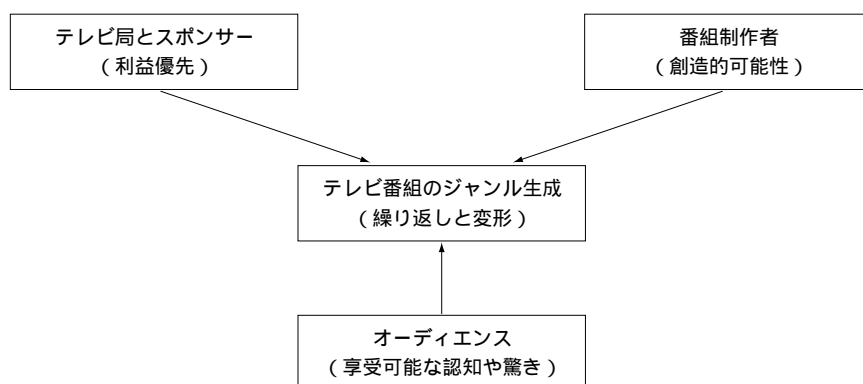 テレビ局とスポンサー
（利益優先）
番組制作者
（創造的可能性）
テレビ番組のジャンル生成
（繰り返しと変形）
オーディエンス
（享受可能な認知や驚き）